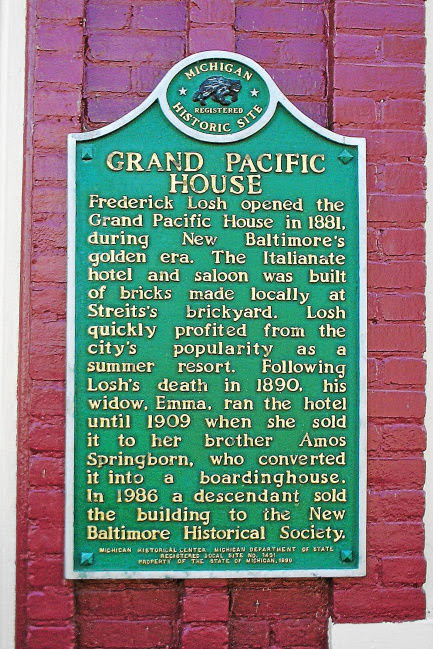 MICHIGAN
REGISTERED
HISTORIC SITE
GRAND PACIFIC
HOUSE
Frederick Losh opened the
Grand Pacific House in 1881,
during New Baltimore's
golden era. The Italianate
hotel and saloon was built
of bricks made locally at
Streits's brickyard. Losh
quickly profited from the
city's popularity as a
summer resort. Following
Losh's death in 1890, his
widow, Emma, ran the hotel
until 1909 when she sold
it to her brother Amos
Springborn, who converted
it into a boardinghouse.
In 1986 a descendant sold
the building to the New
Baltimore Historical Society.
MICHIGAN HISTORICAL CENTER MICHIGAN DEPARTMENT OF STATE
REGISTERED LOCAL SITE NO.
PROPERTY OF THE STATE OF MICHIGAN,